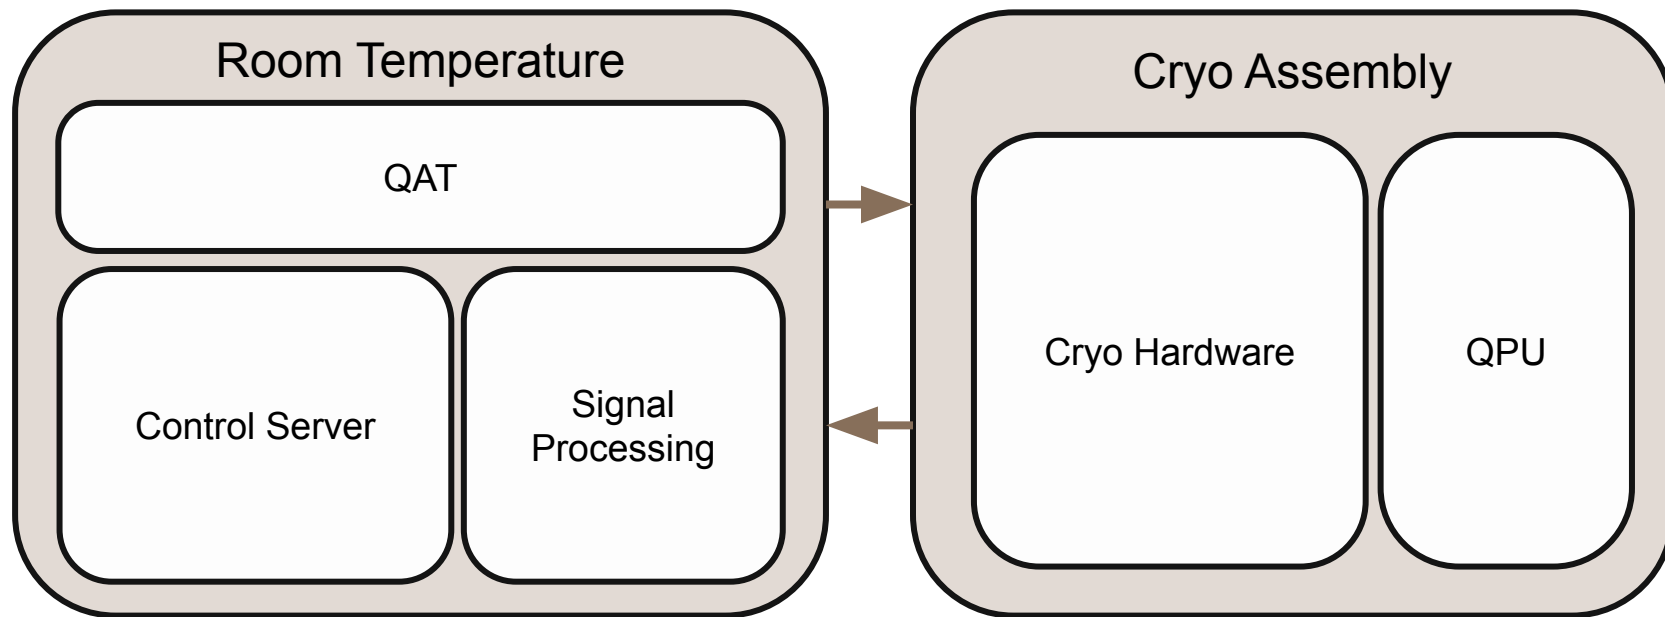 Room Temperature
QAT
Control Server
Signal
Processing
Cryo Assembly
Cryo Hardware
QPU